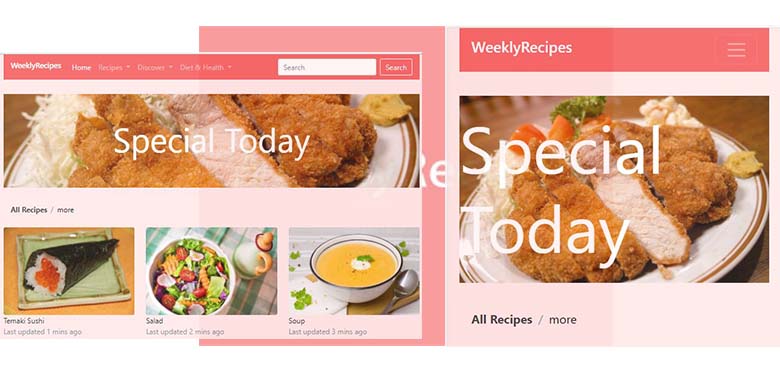 WeeklyRecipes Home Recipes Discover Diet & Health Search Search
Special Today
All Recipes / more
Temaki Sushi
Last updated 1 mins ago
Salad
Last updated 2 mins ago
Soup
Last updated 3 mins ago
WeeklyRecipes
Special
Today
All Recipes / more